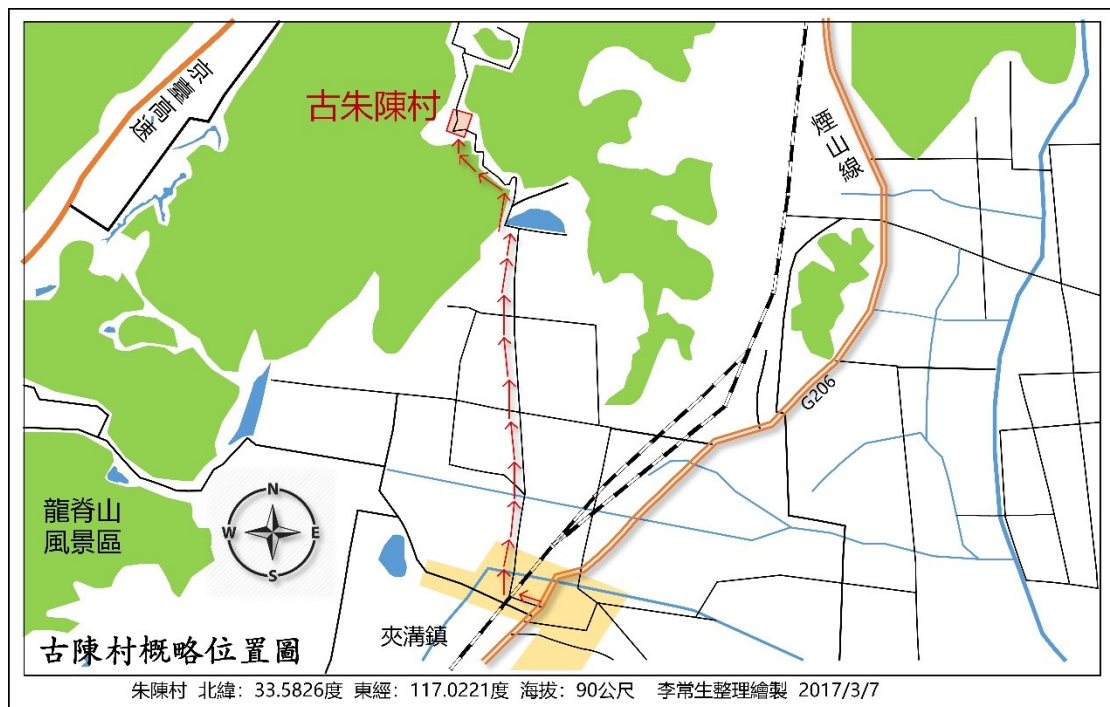 京臺高速
古朱陳村
煙山線
G206
龍脊山
風景區
N
W
E
S
夾溝鎮
古陳村概略位置圖
朱陳村 北緯：33.5826度 東經：117.0221度 海拔：90公尺 李常生整理繪製 2017/3/7